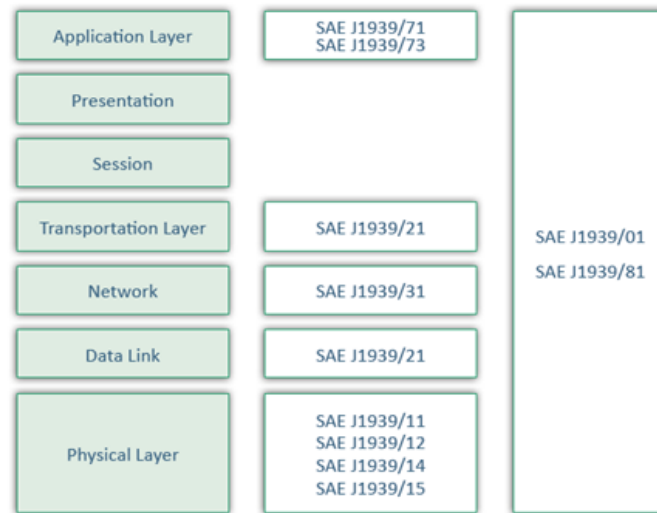 Application Layer
SAE J1939/71
SAE J1939/73
Presentation
Session
Transportation Layer
SAE J1939/21
Network
SAE J1939/31
Data Link
SAE J1939/21
Physical Layer
SAE J1939/11
SAE J1939/12
SAE J1939/14
SAE J1939/15
SAE J1939/01
SAE J1939/81